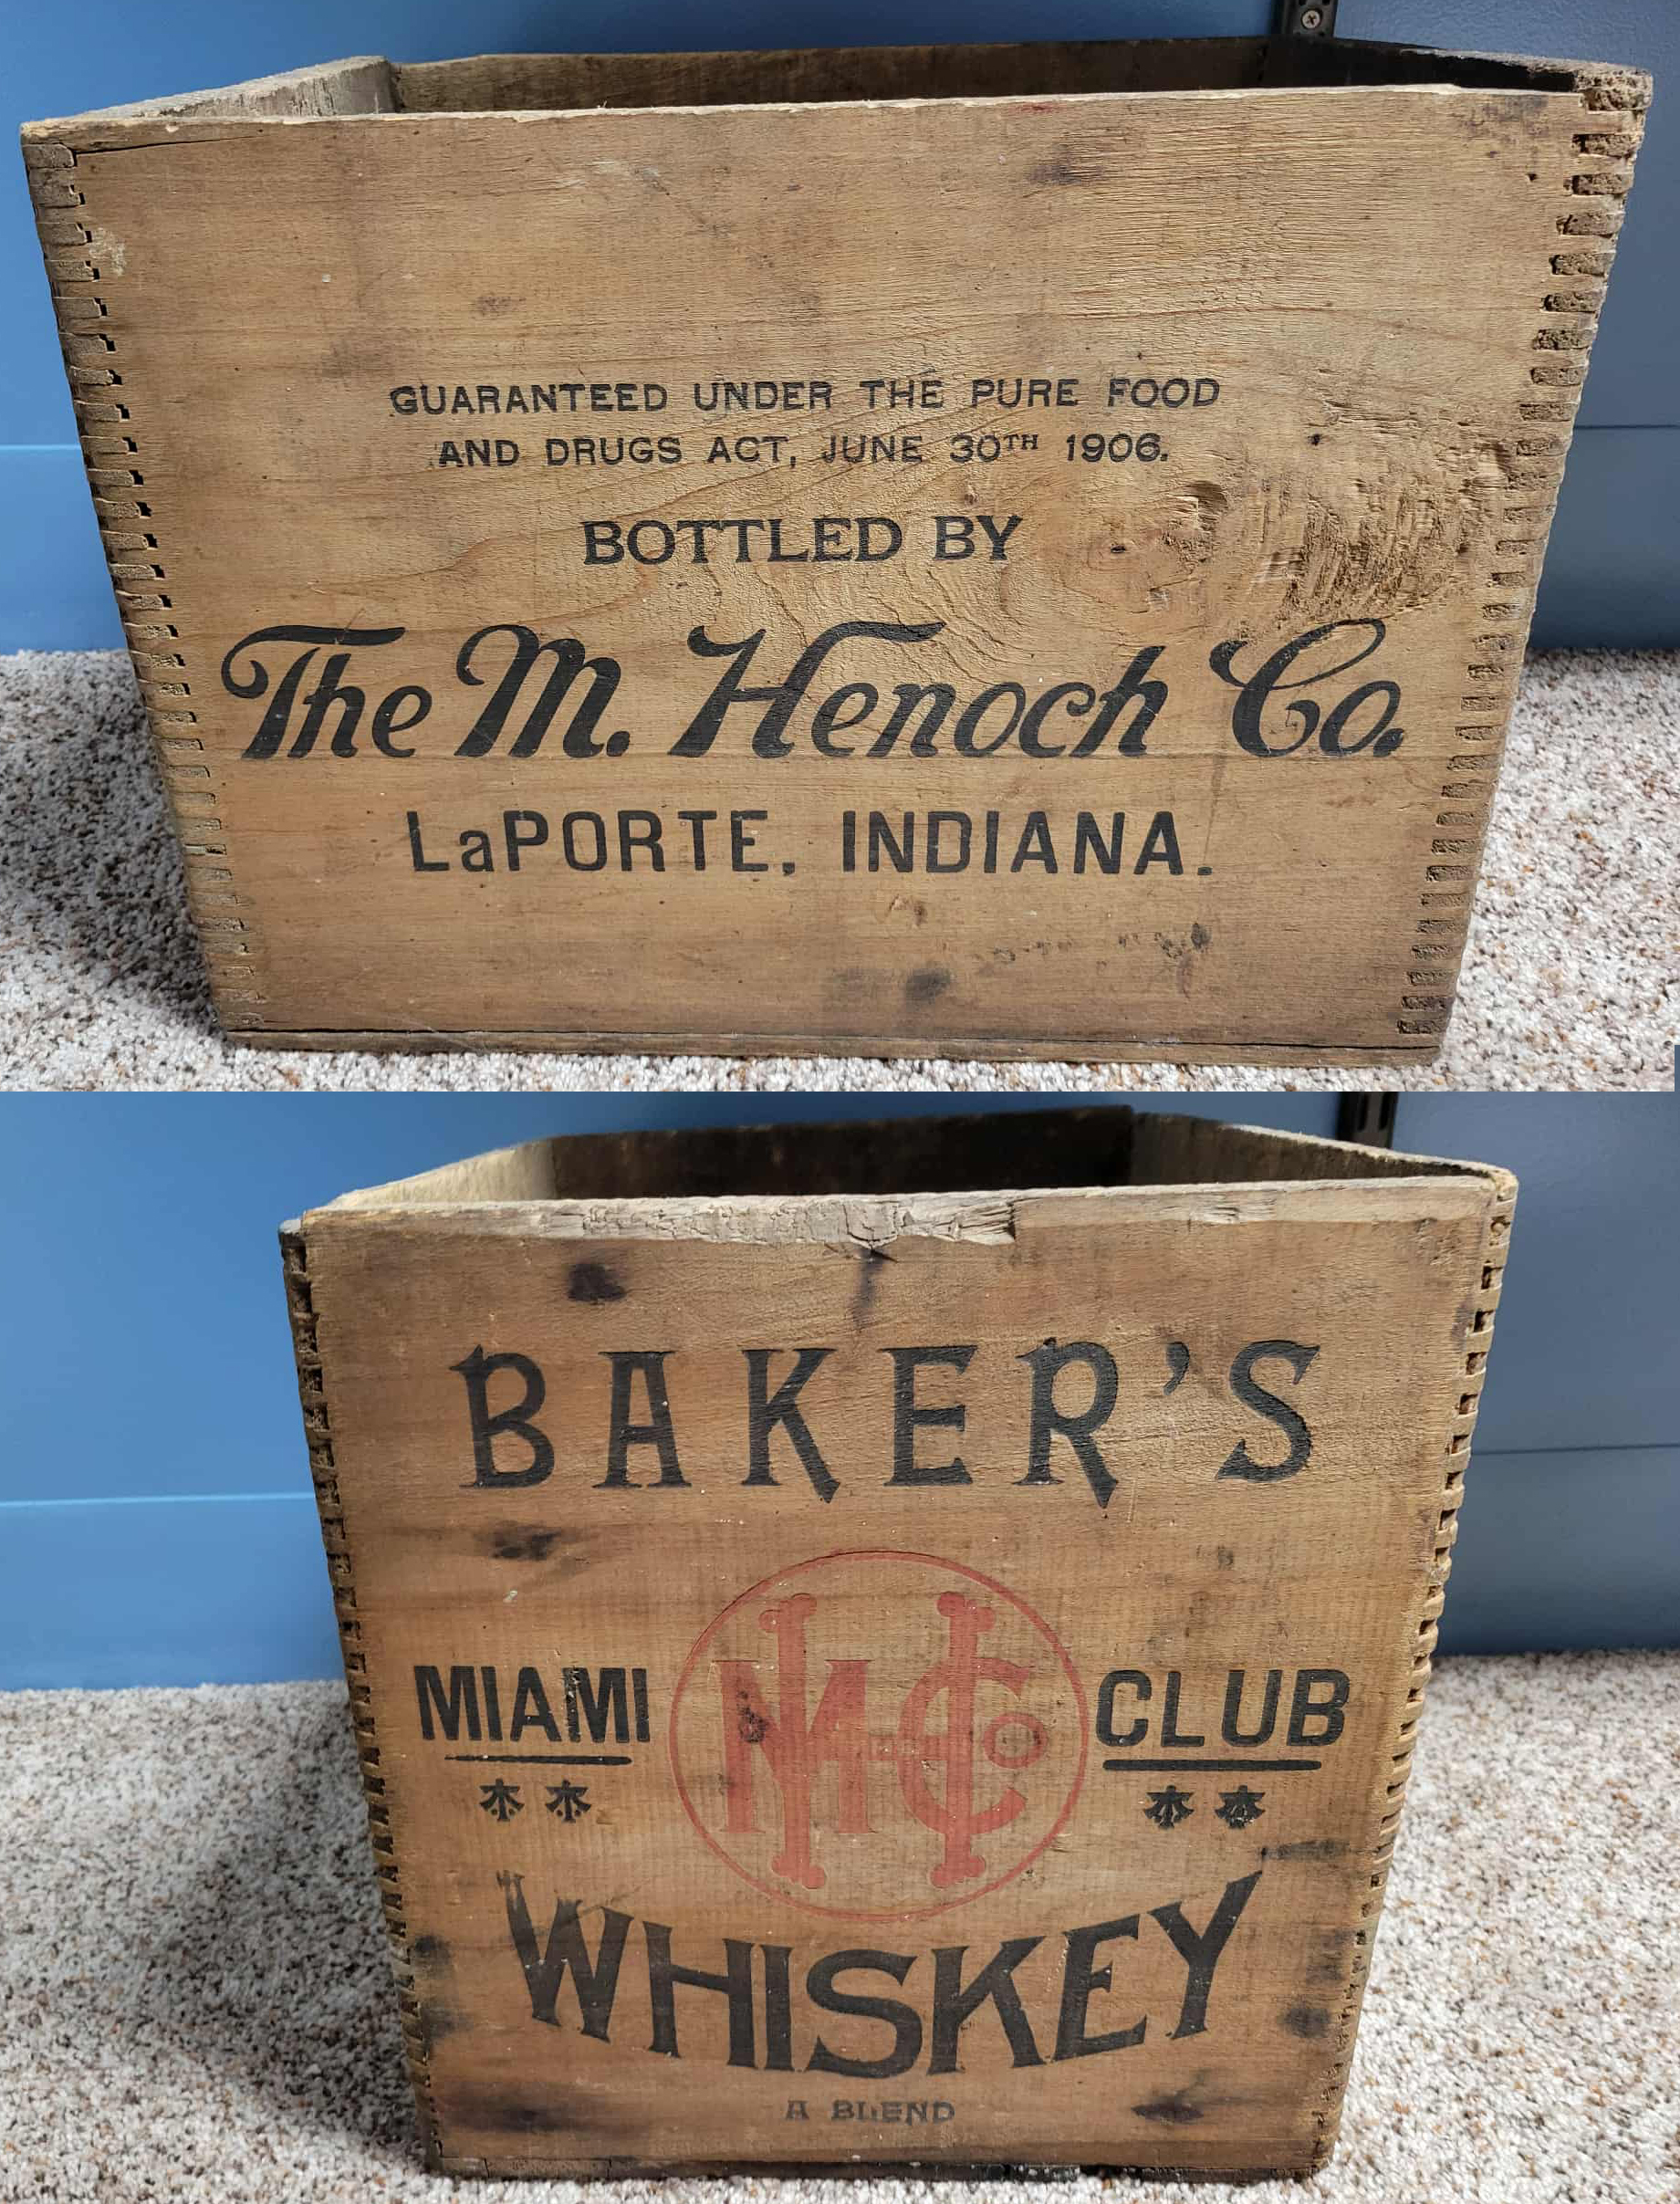 GUARANTEED UNDER THE PURE FOOD
AND DRUGS ACT, JUNE 30TH 1906.
BOTTLED BY
The M. Henoch Co.
LaPORTE, INDIANA.
BAKER'S
MIAMI MHCo CLUB
WHISKEY
A BLEND